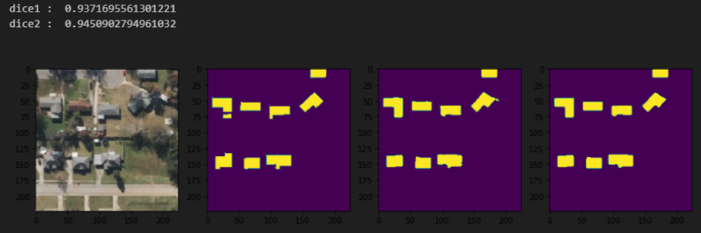 dice1 :  0.9371695561301221
dice2 :  0.9450902794961032
0 0 0 0
25 25 25 25
50 50 50 50
75 75 75 75
100 100 100 100
125 125 125 125
150 150 150 150
175 175 175 175
200 200 200 200
0 50 100 150 200 0 50 100 150 200 0 50 100 150 200 0 50 100 150 200